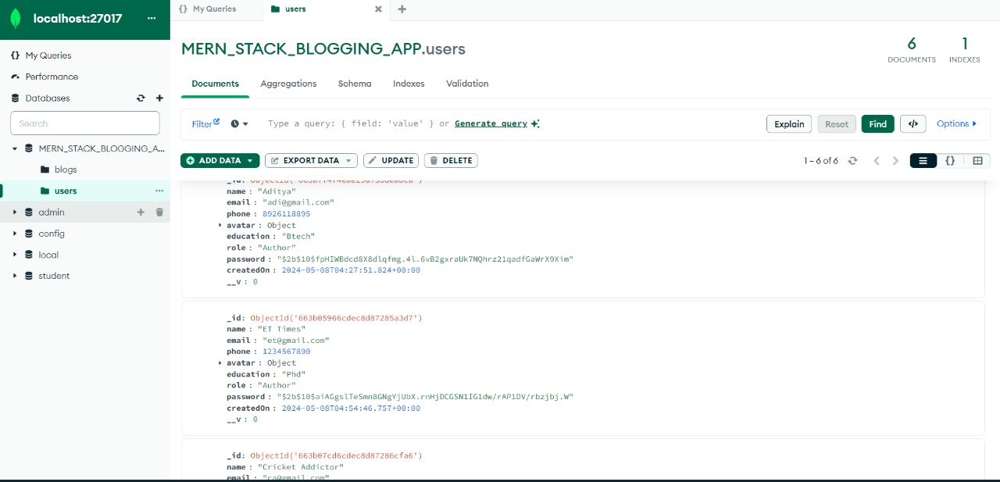 localhost:27017
{} My Queries
users
My Queries
Performance
Databases
Search
MERN_STACK_BLOGGING_A...
blogs
users
admin
config
local
student
MERN_STACK_BLOGGING_APP.users
6
DOCUMENTS
1
INDEXES
Documents
Aggregations
Schema
Indexes
Validation
Filter
Type a query: { field: 'value' } or Generate query
Explain
Reset
Find
</>
Options
ADD DATA
EXPORT DATA
UPDATE
DELETE
1 – 6 of 6
{}
name : "Aditya"
email : "adi@gmail.com"
phone : 8926118895
avatar : Object
education : "Btech"
role : "Author"
password : "$2b$10$fpHIWBdcd8X8dlqfmg.4l.6vB2gxraUk7NQhrz21qadfGaWrX9Xim"
createdOn : 2024-05-08T04:27:51.824+00:00
__v : 0
_id: ObjectId('663b05966cdec8d87285a3d7')
name : "ET Times"
email : "et@gmail.com"
phone : 1234567890
avatar : Object
education : "Phd"
role : "Author"
password : "$2b$10$aiAGgslTeSmn8GNgYjUbX.rnHjDCGSN1IG1dw/rAP1DV/rbzjbj.W"
createdOn : 2024-05-08T04:54:46.757+00:00
__v : 0
_id: ObjectId('663b07cd6cdec8d87286cfa6')
name : "Cricket Addictor"
email : "ca@gmail.com"